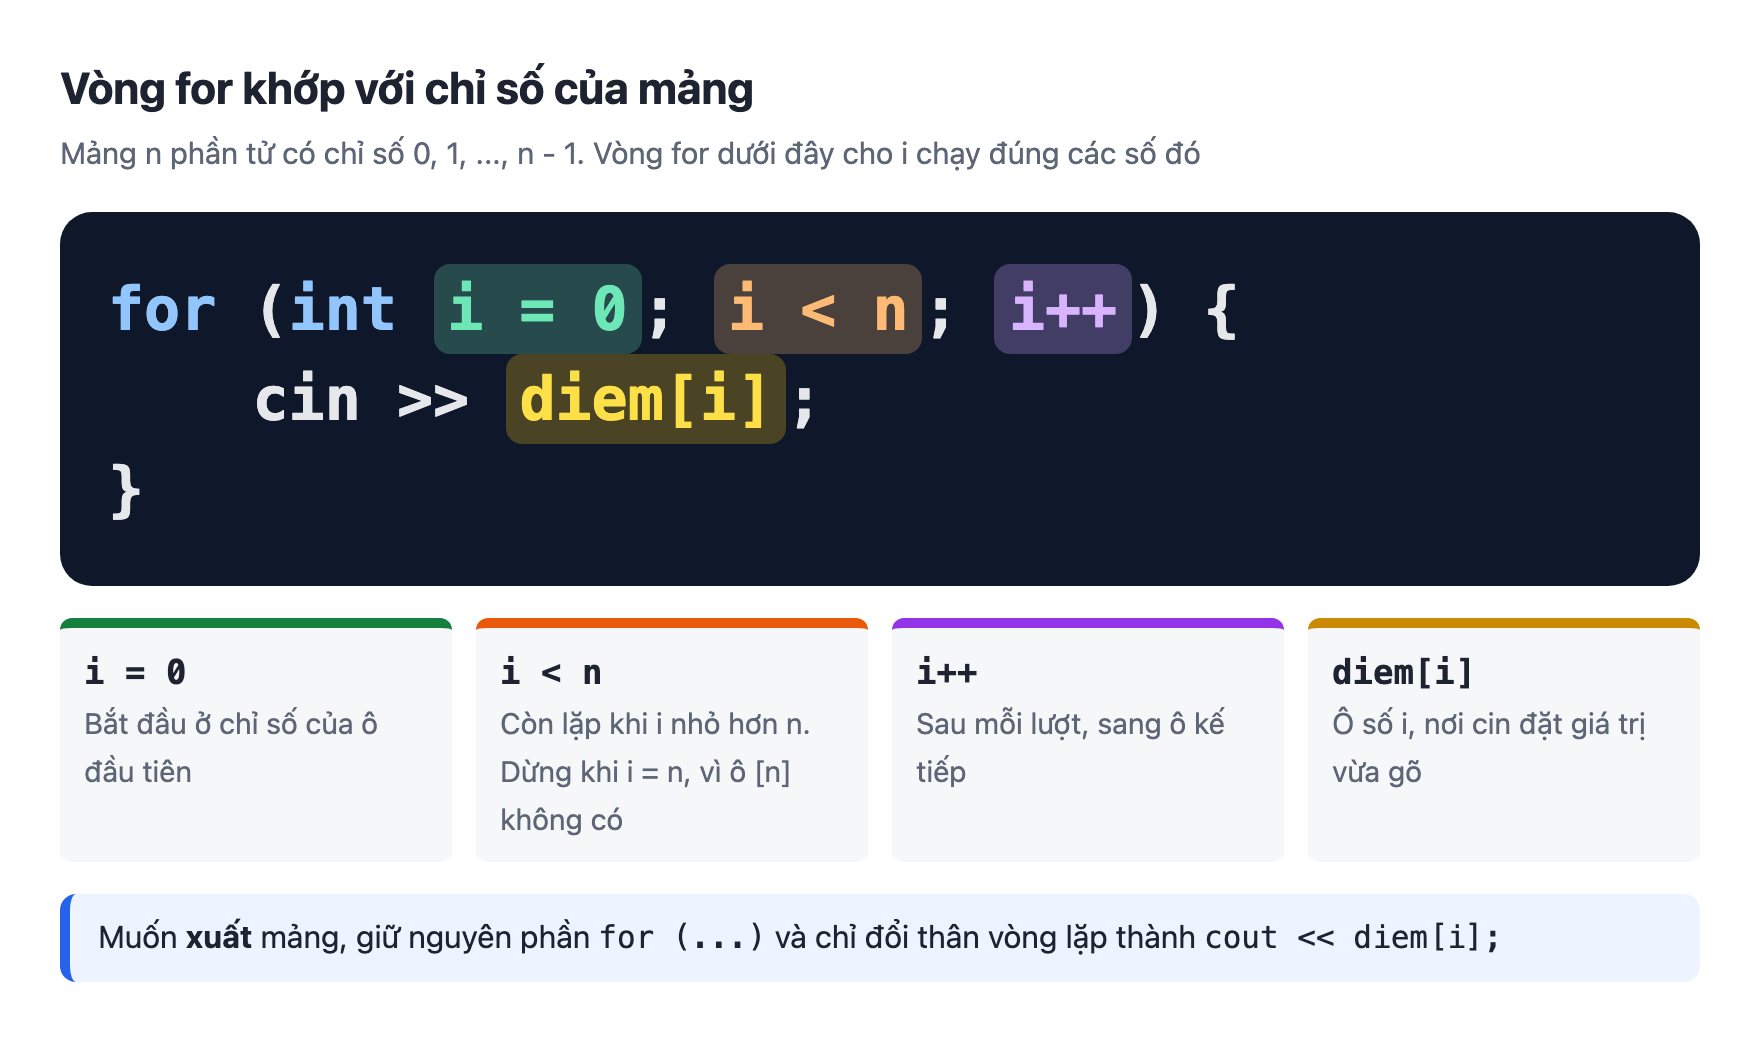 Vòng for khớp với chỉ số của mảng
Mảng n phần tử có chỉ số 0, 1, ..., n - 1. Vòng for dưới đây cho i chạy đúng các số đó
for (int i = 0; i < n; i++) {
    cin >> diem[i];
}
i = 0
Bắt đầu ở chỉ số của ô
đầu tiên
i < n
Còn lặp khi i nhỏ hơn n.
Dừng khi i = n, vì ô [n]
không có
i++
Sau mỗi lượt, sang ô kế
tiếp
diem[i]
Ô số i, nơi cin đặt giá trị
vừa gõ
Muốn xuất mảng, giữ nguyên phần for (...) và chỉ đổi thân vòng lặp thành cout << diem[i];